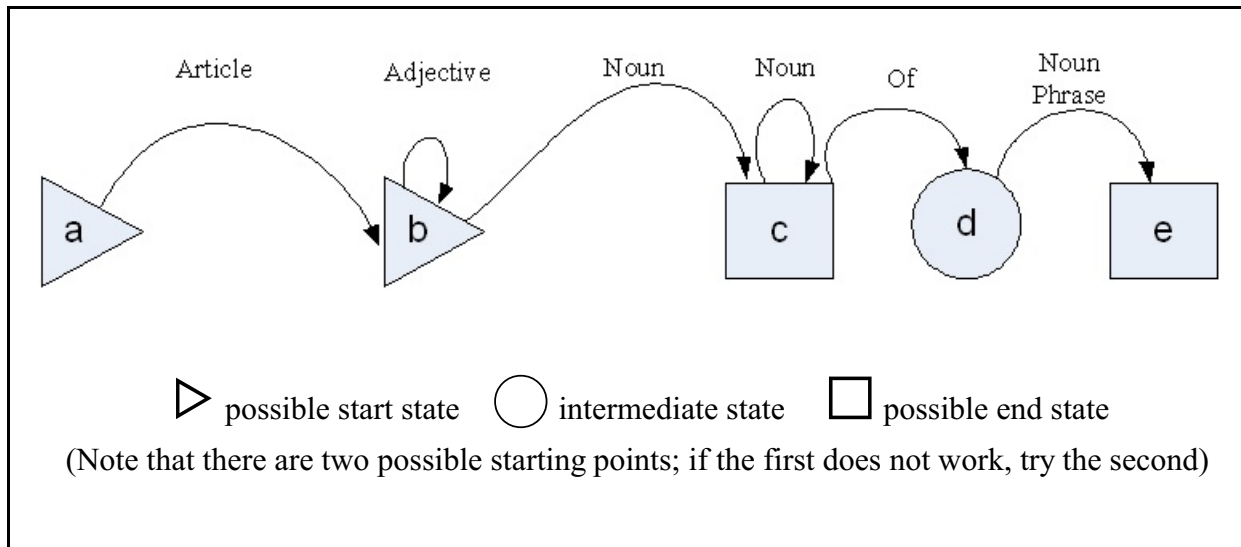 Article
Adjective
Noun
Noun
Of
Noun
Phrase
a
b
c
d
e
possible start state
intermediate state
possible end state
(Note that there are two possible starting points; if the first does not work, try the second)